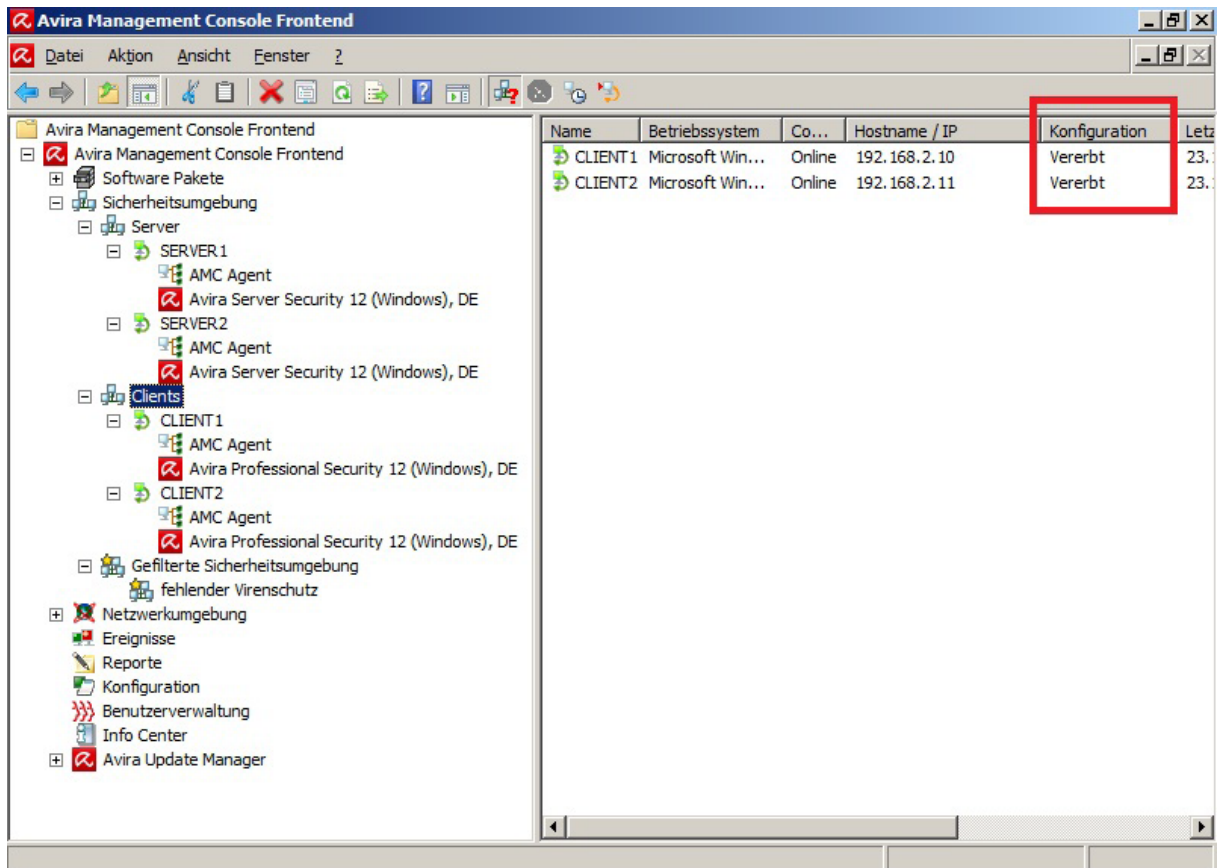 Avira Management Console Frontend
Datei Aktion Ansicht Fenster ?
Avira Management Console Frontend
Avira Management Console Frontend
Software Pakete
Sicherheitsumgebung
Server
SERVER1
AMC Agent
Avira Server Security 12 (Windows), DE
SERVER2
AMC Agent
Avira Server Security 12 (Windows), DE
Clients
CLIENT1
AMC Agent
Avira Professional Security 12 (Windows), DE
CLIENT2
AMC Agent
Avira Professional Security 12 (Windows), DE
Gefilterte Sicherheitsumgebung
fehlender Virenschutz
Netzwerkumgebung
Ereignisse
Reporte
Konfiguration
Benutzerverwaltung
Info Center
Avira Update Manager
Name Betriebssystem Co... Hostname / IP Konfiguration Letz
CLIENT1 Microsoft Win... Online 192.168.2.10 Vererbt 23.
CLIENT2 Microsoft Win... Online 192.168.2.11 Vererbt 23.